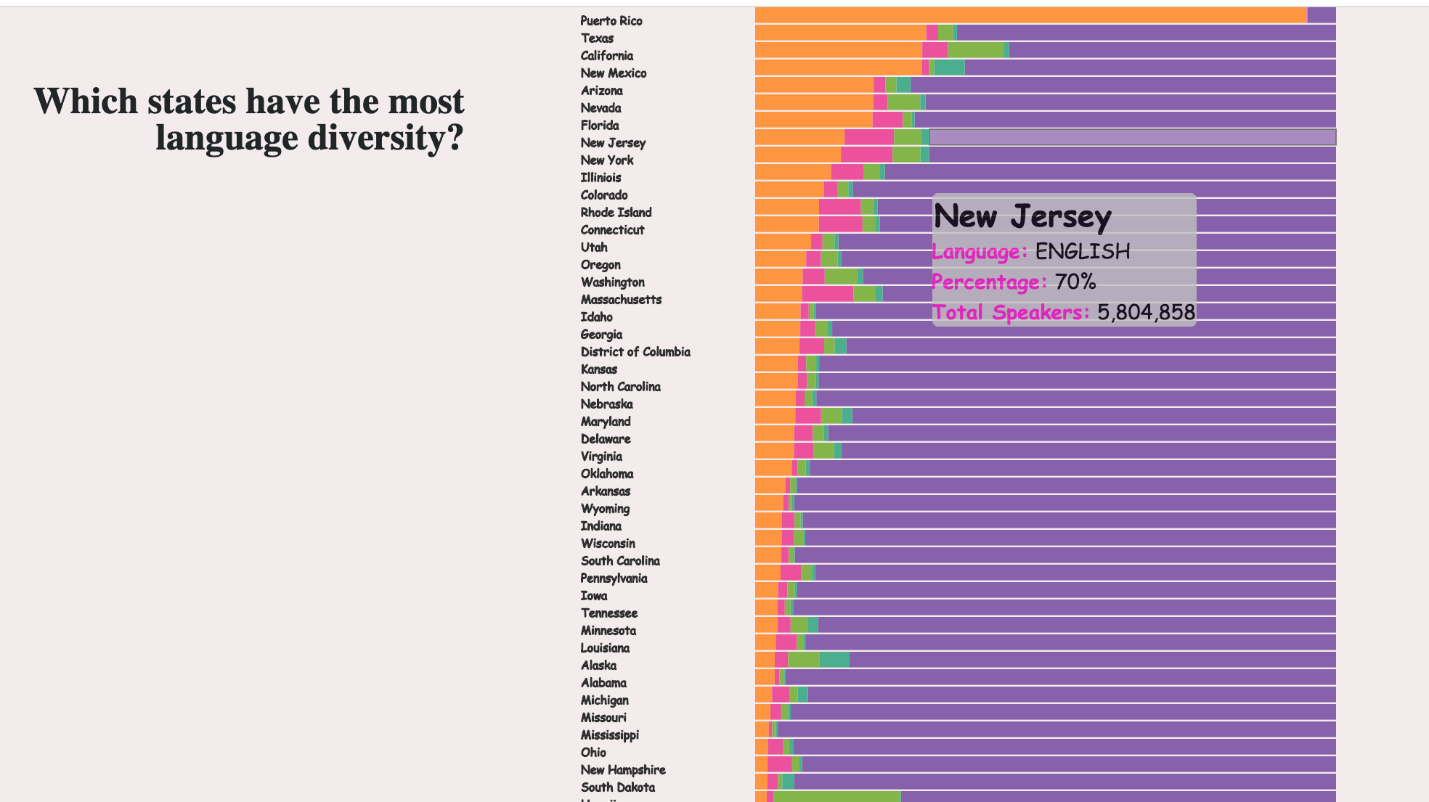 Which states have the most
language diversity?
Puerto Rico
Texas
California
New Mexico
Arizona
Nevada
Florida
New Jersey
New York
Illiniois
Colorado
Rhode Island
Connecticut
Utah
Oregon
Washington
Massachusetts
Idaho
Georgia
District of Columbia
Kansas
North Carolina
Nebraska
Maryland
Delaware
Virginia
Oklahoma
Arkansas
Wyoming
Indiana
Wisconsin
South Carolina
Pennsylvania
Iowa
Tennessee
Minnesota
Louisiana
Alaska
Alabama
Michigan
Missouri
Mississippi
Ohio
New Hampshire
South Dakota
New Jersey
Language: ENGLISH
Percentage: 70%
Total Speakers: 5,804,858